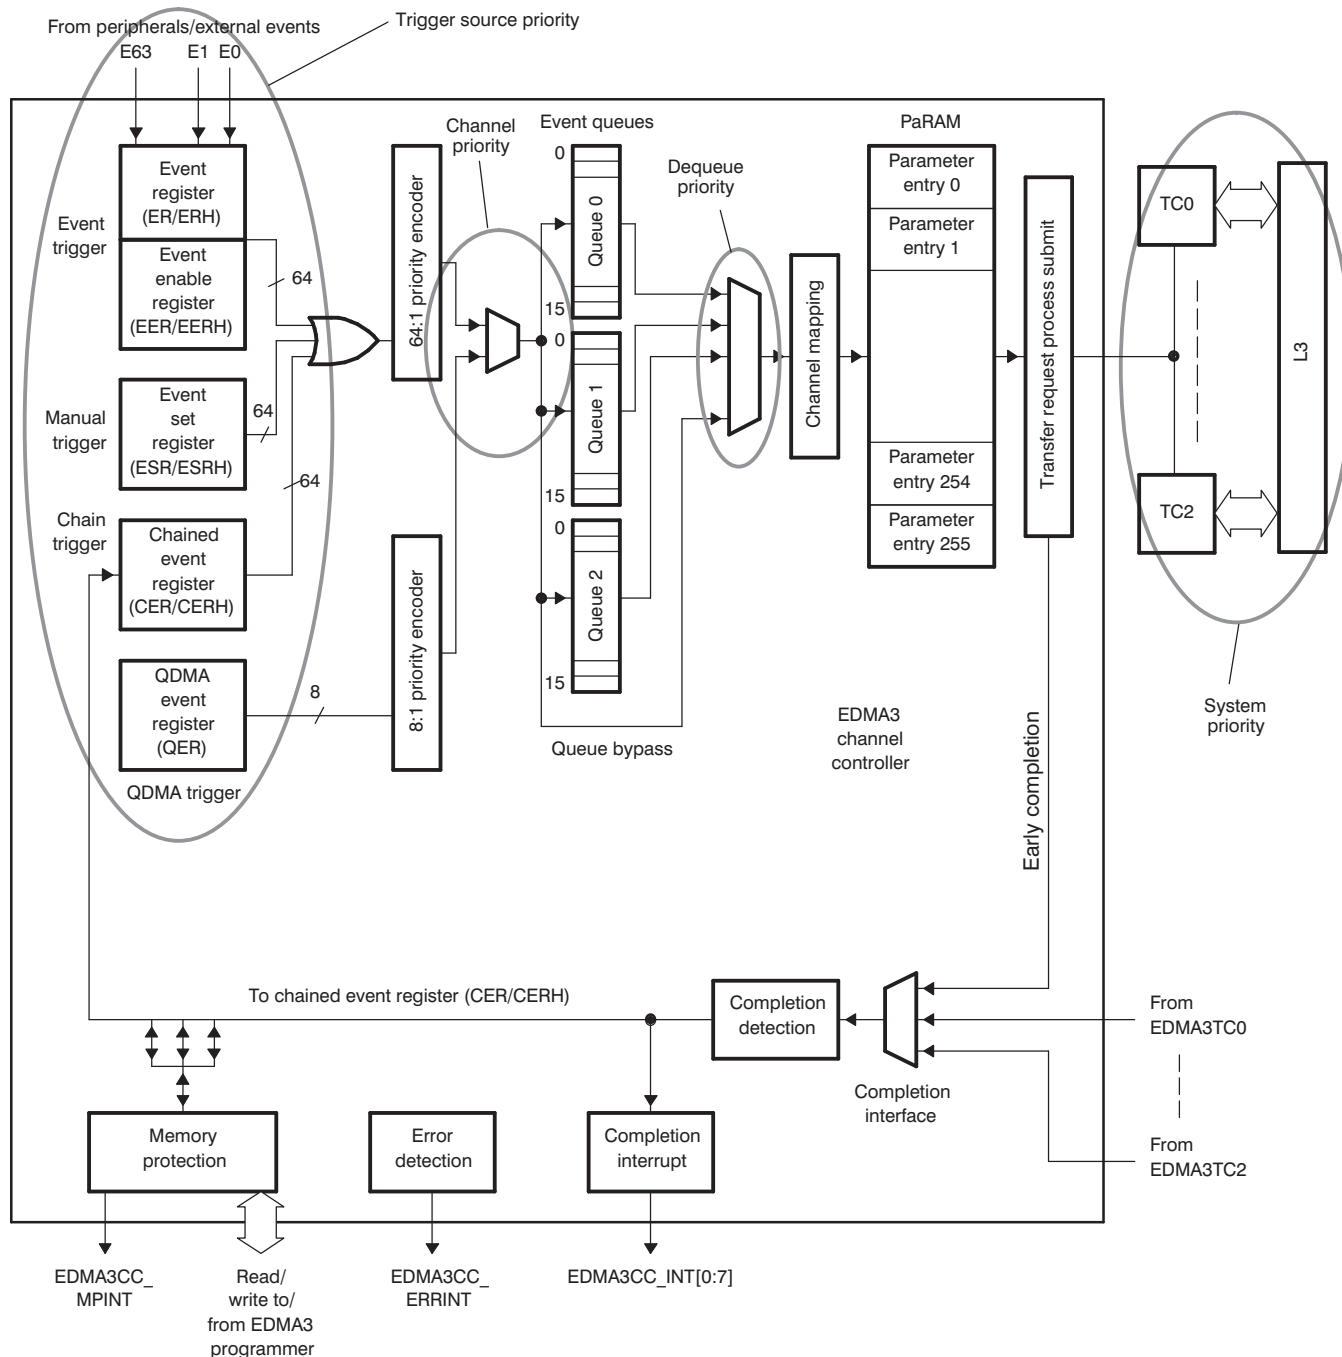 From peripherals/external events
E63
E1
E0
Trigger source priority
Event
trigger
Event
register
(ER/ERH)
Event
enable
register
(EER/EERH)
64
Manual
trigger
Event
set
register
(ESR/ESRH)
64
Chain
trigger
Chained
event
register
(CER/CERH)
64
QDMA
event
register
(QER)
8
QDMA trigger
64:1 priority encoder
8:1 priority encoder
Channel
priority
Event queues
0
Queue 0
15
0
Queue 1
15
0
Queue 2
15
Queue bypass
Dequeue
priority
Channel mapping
PaRAM
Parameter
entry 0
Parameter
entry 1
Parameter
entry 254
Parameter
entry 255
EDMA3
channel
controller
Transfer request process submit
Early completion
TC0
TC2
L3
System
priority
To chained event register (CER/CERH)
Completion
detection
Completion
interface
From
EDMA3TC0
From
EDMA3TC2
Memory
protection
Error
detection
Completion
interrupt
EDMA3CC_
MPINT
Read/
write to/
from EDMA3
programmer
EDMA3CC_
ERRINT
EDMA3CC_INT[0:7]